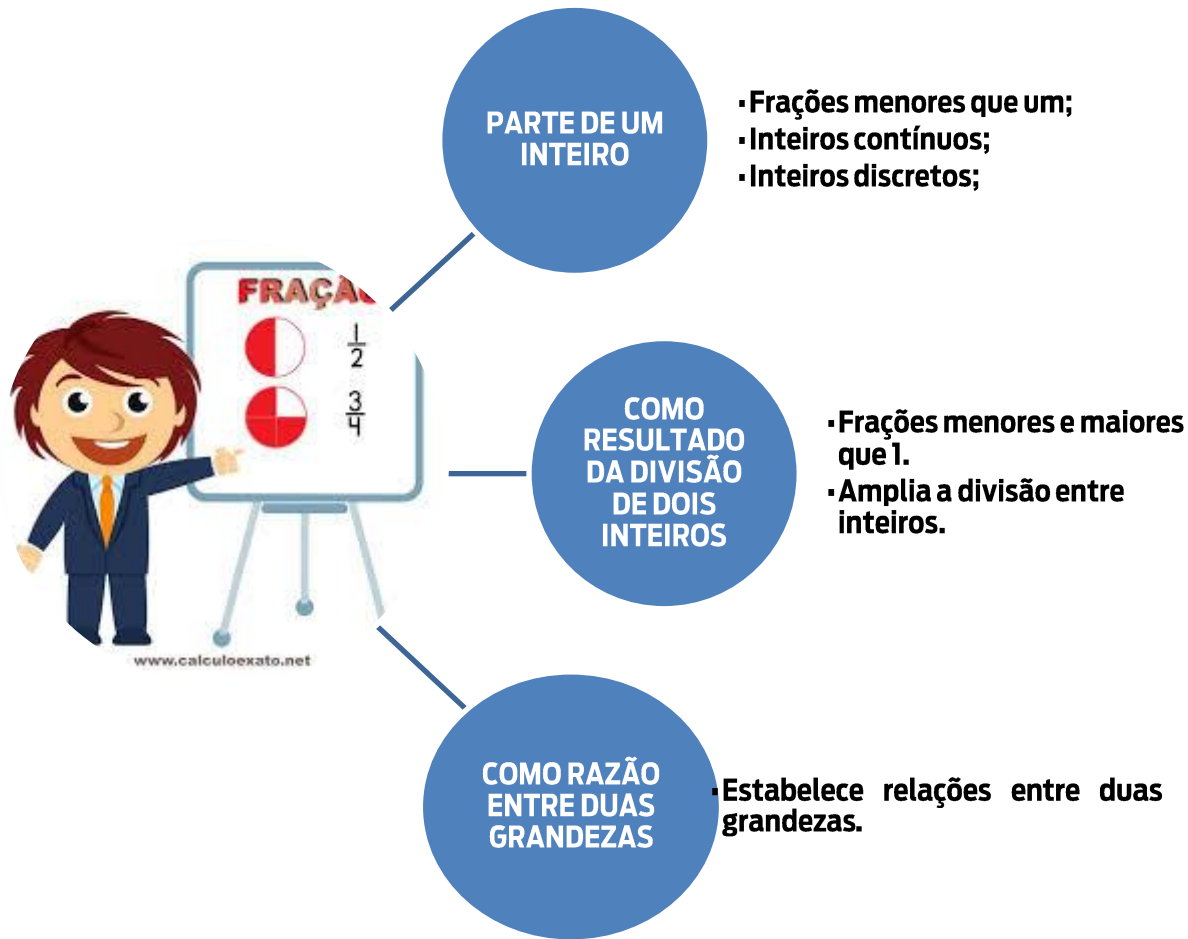 PARTE DE UM
INTEIRO
▪Frações menores que um;
▪Inteiros contínuos;
▪Inteiros discretos;
FRAÇÃO
1
2
3
4
www.calculoexato.net
COMO
RESULTADO
DA DIVISÃO
DE DOIS
INTEIROS
▪Frações menores e maiores
que 1.
▪Amplia a divisão entre
inteiros.
COMO RAZÃO
ENTRE DUAS
GRANDEZAS
▪Estabelece relações entre duas
grandezas.